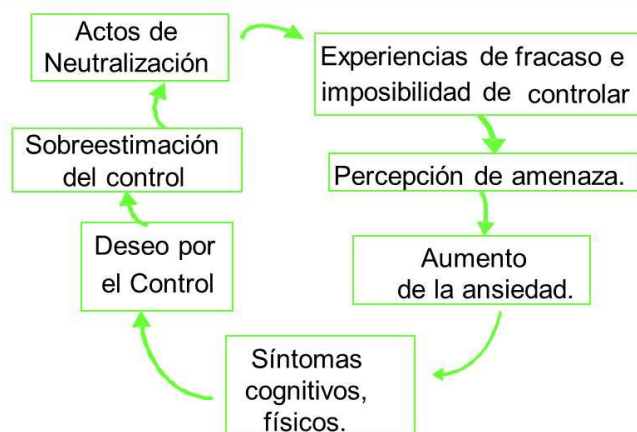 Actos de
Neutralización
Experiencias de fracaso e
imposibilidad de controlar
Percepción de amenaza.
Aumento
de la ansiedad.
Síntomas
cognitivos,
físicos.
Deseo por
el Control
Sobreestimación
del control